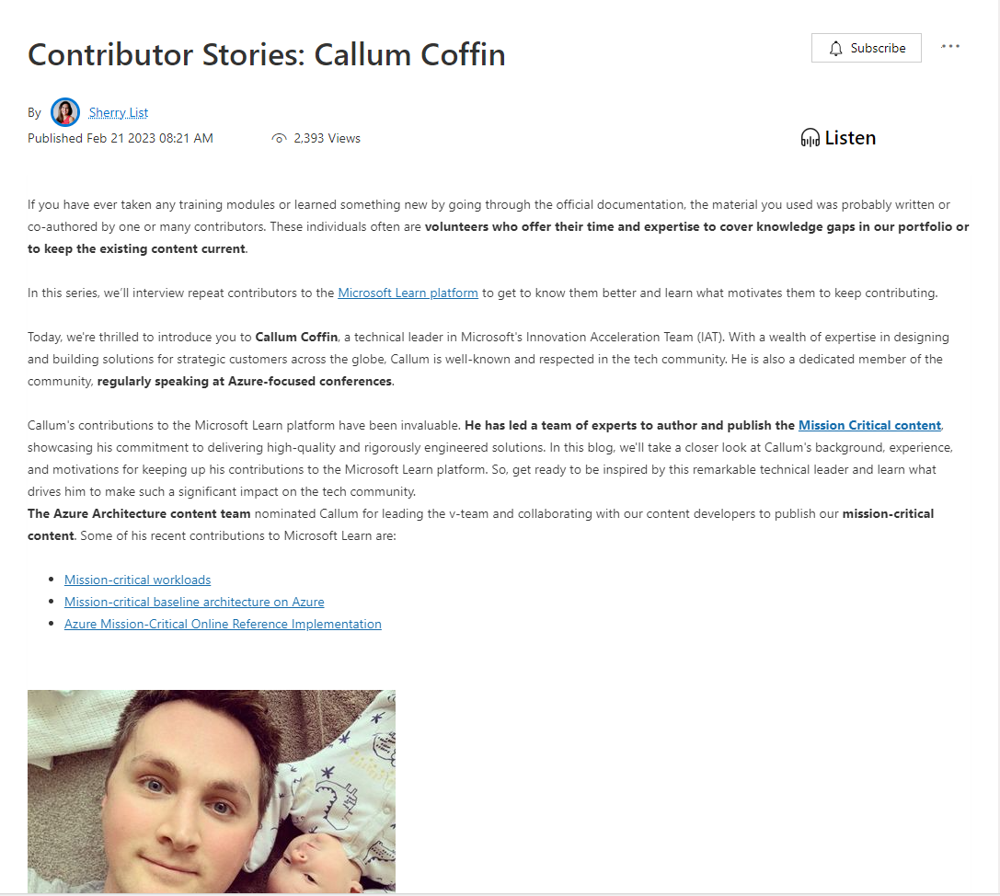 Contributor Stories: Callum Coffin
Subscribe
By Sherry List
Published Feb 21 2023 08:21 AM 2,393 Views
Listen
If you have ever taken any training modules or learned something new by going through the official documentation, the material you used was probably written or
co-authored by one or many contributors. These individuals often are volunteers who offer their time and expertise to cover knowledge gaps in our portfolio or
to keep the existing content current.
In this series, we'll interview repeat contributors to the Microsoft Learn platform to get to know them better and learn what motivates them to keep contributing.
Today, we're thrilled to introduce you to Callum Coffin, a technical leader in Microsoft's Innovation Acceleration Team (IAT). With a wealth of expertise in designing
and building solutions for strategic customers across the globe, Callum is well-known and respected in the tech community. He is also a dedicated member of the
community, regularly speaking at Azure-focused conferences.
Callum's contributions to the Microsoft Learn platform have been invaluable. He has led a team of experts to author and publish the Mission Critical content,
showcasing his commitment to delivering high-quality and rigorously engineered solutions. In this blog, we'll take a closer look at Callum's background, experience,
and motivations for keeping up his contributions to the Microsoft Learn platform. So, get ready to be inspired by this remarkable technical leader and learn what
drives him to make such a significant impact on the tech community.
The Azure Architecture content team nominated Callum for leading the v-team and collaborating with our content developers to publish our mission-critical
content. Some of his recent contributions to Microsoft Learn are:
• Mission-critical workloads
• Mission-critical baseline architecture on Azure
• Azure Mission-Critical Online Reference Implementation